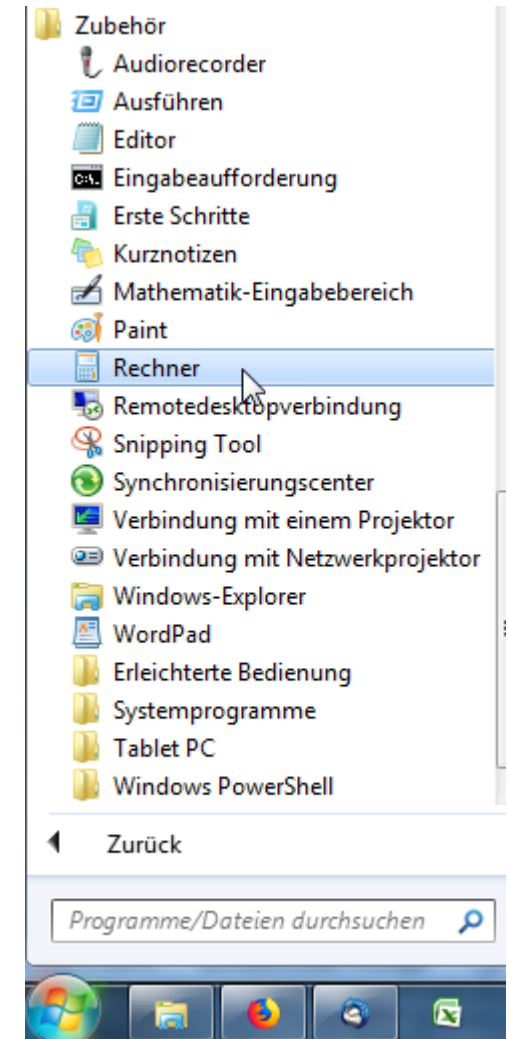 Zubehör
Audiorecorder
Ausführen
Editor
Eingabeaufforderung
Erste Schritte
Kurznotizen
Mathematik-Eingabebereich
Paint
Rechner
Remotedesktopverbindung
Snipping Tool
Synchronisierungscenter
Verbindung mit einem Projektor
Verbindung mit Netzwerkprojektor
Windows-Explorer
WordPad
Erleichterte Bedienung
Systemprogramme
Tablet PC
Windows PowerShell
Zurück
Programme/Dateien durchsuchen